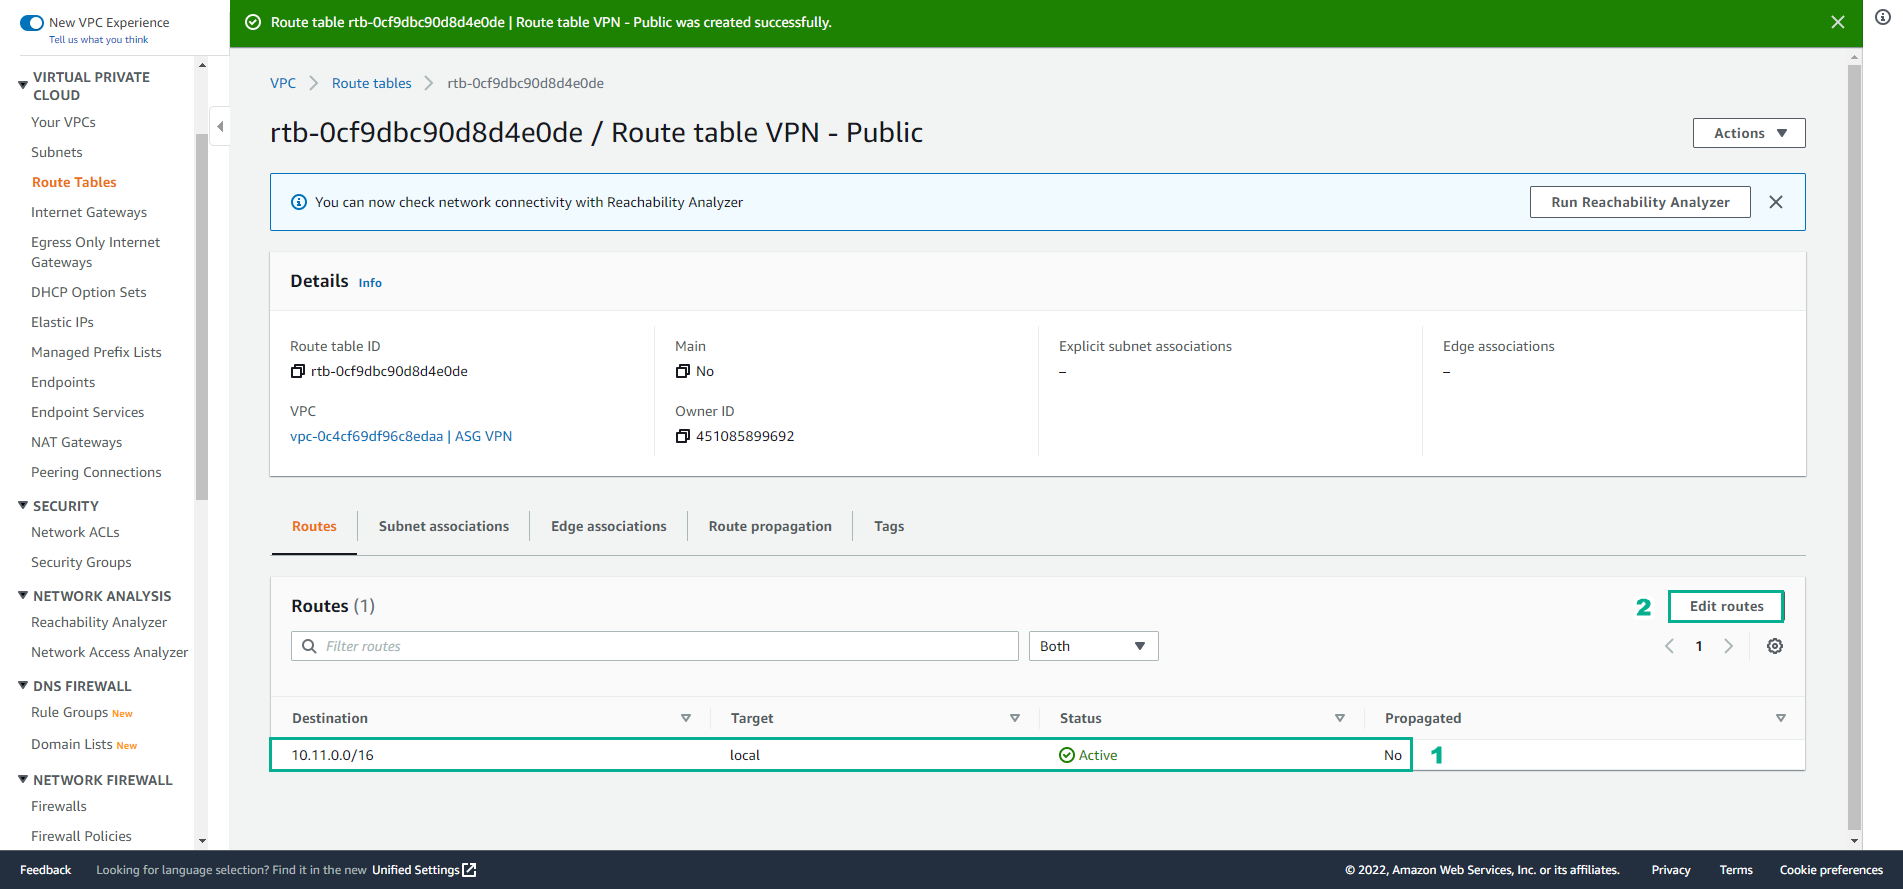 New VPC Experience
Tell us what you think
Route table rtb-0cf9dbc90d8d4e0de | Route table VPN - Public was created successfully.
VIRTUAL PRIVATE
CLOUD
Your VPCs
Subnets
Route Tables
Internet Gateways
Egress Only Internet
Gateways
DHCP Option Sets
Elastic IPs
Managed Prefix Lists
Endpoints
Endpoint Services
NAT Gateways
Peering Connections
SECURITY
Network ACLs
Security Groups
NETWORK ANALYSIS
Reachability Analyzer
Network Access Analyzer
DNS FIREWALL
Rule Groups New
Domain Lists New
NETWORK FIREWALL
Firewalls
Firewall Policies
VPC Route tables rtb-0cf9dbc90d8d4e0de
rtb-0cf9dbc90d8d4e0de / Route table VPN - Public
Actions
You can now check network connectivity with Reachability Analyzer
Run Reachability Analyzer
Details Info
Route table ID
rtb-0cf9dbc90d8d4e0de
Main
No
Explicit subnet associations
–
Edge associations
–
VPC
vpc-0c4cf69df96c8edaa | ASG VPN
Owner ID
451085899692
Routes Subnet associations Edge associations Route propagation Tags
Routes (1)
2 Edit routes
Filter routes Both
1
Destination Target Status Propagated
10.11.0.0/16 local Active No 1
Feedback Looking for language selection? Find it in the new Unified Settings © 2022, Amazon Web Services, Inc. or its affiliates. Privacy Terms Cookie preferences